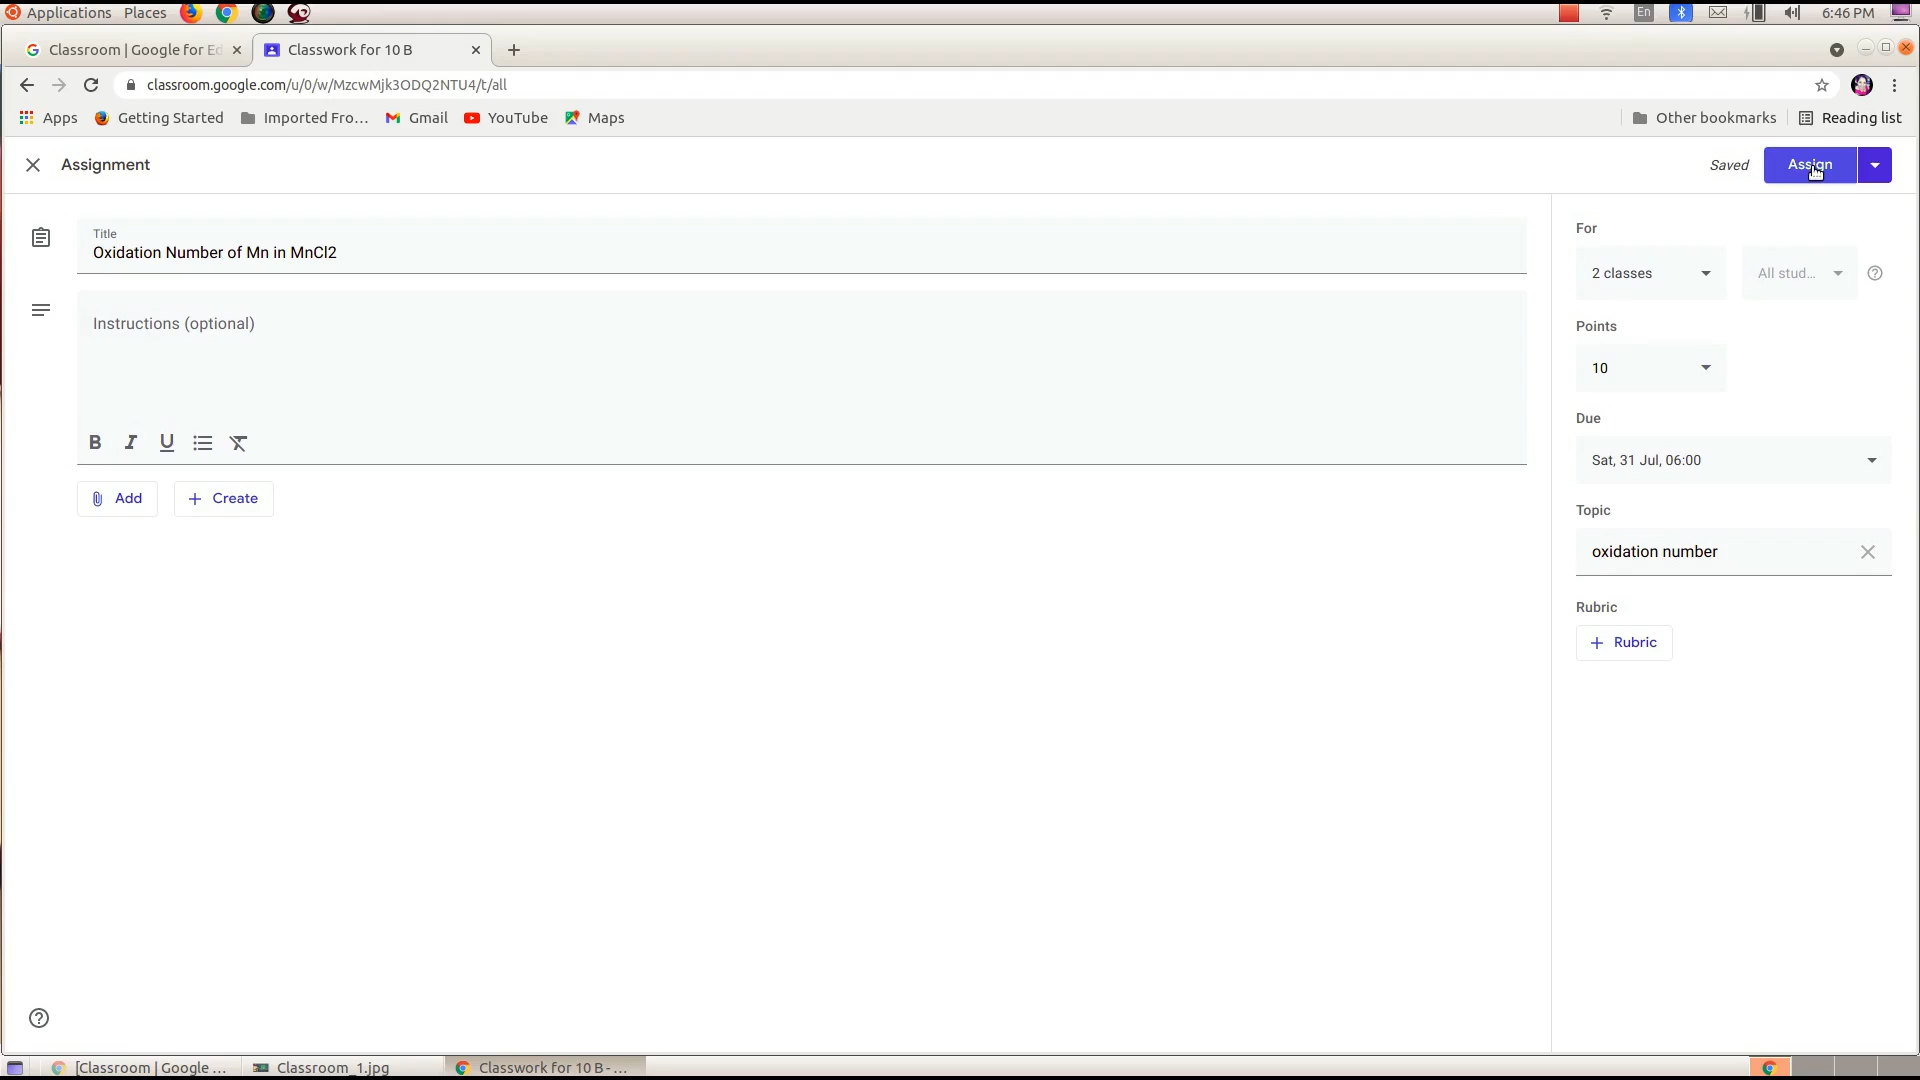 Applications Places En 6:46 PM
Classroom | Google for Ed Classwork for 10 B
classroom.google.com/u/0/w/MzcwMjk3ODQ2NTU4/t/all
Apps Getting Started Imported Fro... Gmail YouTube Maps Other bookmarks Reading list
Assignment Saved Assign
Title
Oxidation Number of Mn in MnCl2
Instructions (optional)
B I U
Add Create
For
2 classes All stud...
Points
10
Due
Sat, 31 Jul, 06:00
Topic
oxidation number
Rubric
Rubric
[Classroom | Google ... Classroom_1.jpg Classwork for 10 B - ...